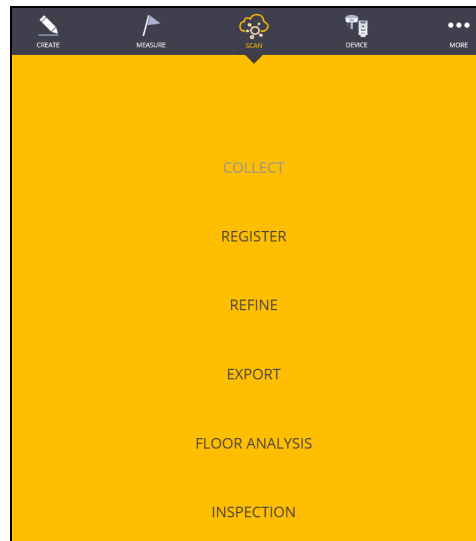 CREATE MEASURE SCAN DEVICE MORE
COLLECT
REGISTER
REFINE
EXPORT
FLOOR ANALYSIS
INSPECTION